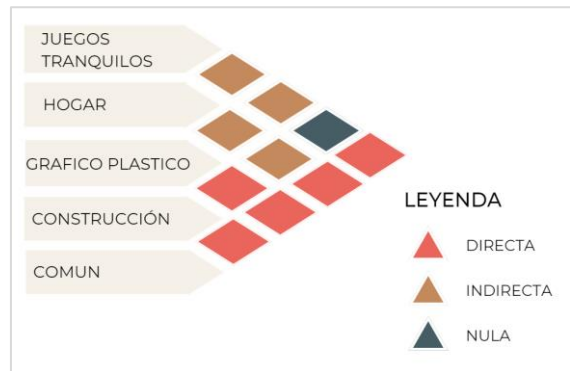 JUEGOS
TRANQUILOS
HOGAR
GRAFICO PLASTICO
CONSTRUCCIÓN
COMUN
LEYENDA
DIRECTA
INDIRECTA
NULA